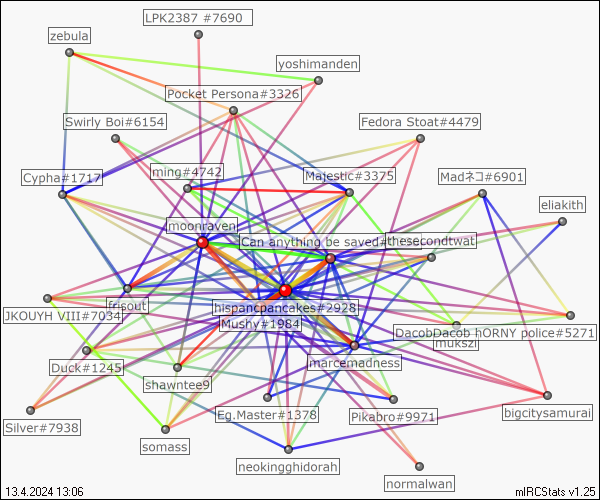 LPK2387 #7690
zebula
yoshimanden
Pocket Persona#3326
Swirly Boi#6154
Fedora Stoat#4479
Cypha#1717
ming#4742
Majestic#3375
Madネコ#6901
eliakith
moonraven
Can anything be saved#
thesecondtwat
JKOUYH VIII#7034
frisout
hispancpancakes#2928
Mushy#1984
DacobDacob hORNY police#5271
mukszi
Duck#1245
shawntee9
marcemadness
Silver#7938
Eg.Master#1378
Pikabro#9971
bigcitysamurai
somass
neokingghidorah
normalwan
13.4.2024 13:06
mIRCStats v1.25